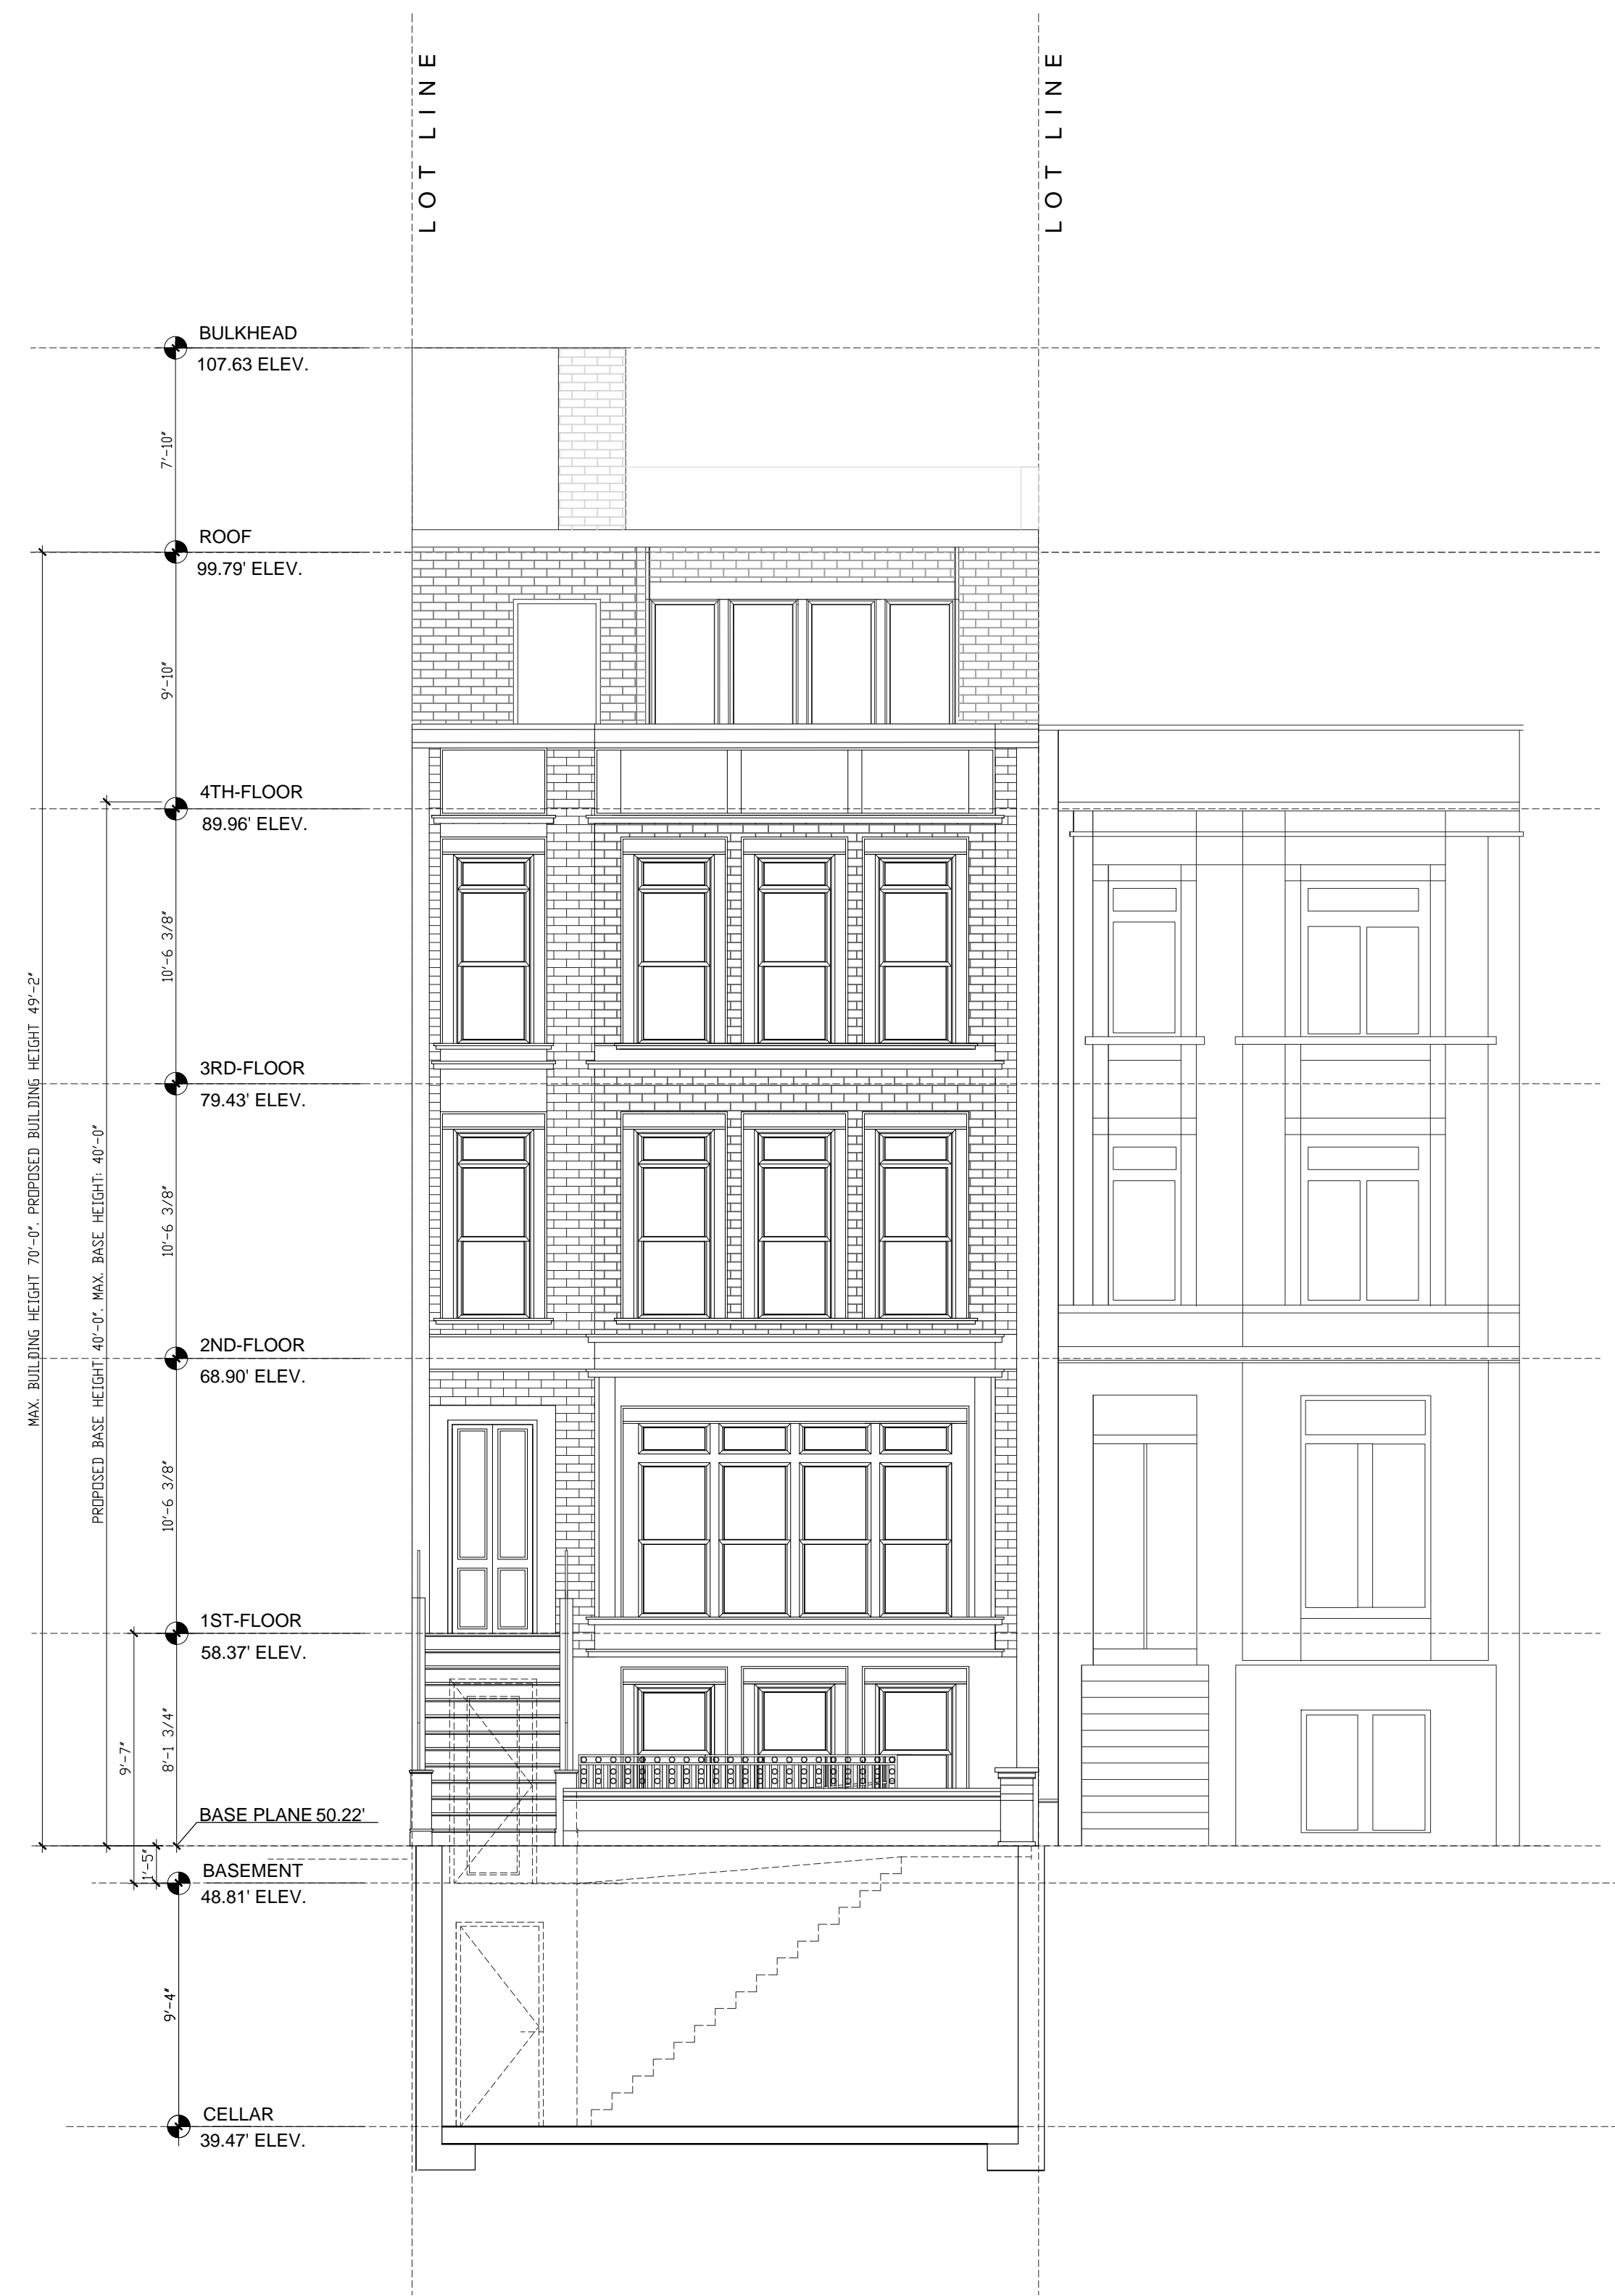 LOT LINE
LOT LINE
BULKHEAD
107.63 ELEV.
7'-10"
ROOF
99.79' ELEV.
9'-10"
4TH-FLOOR
89.96' ELEV.
10'-6 3/8"
3RD-FLOOR
79.43' ELEV.
MAX. BUILDING HEIGHT 70'-0". PROPOSED BUILDING HEIGHT 49'-2"
PROPOSED BASE HEIGHT 40'-0". MAX. BASE HEIGHT: 40'-0"
10'-6 3/8"
2ND-FLOOR
68.90' ELEV.
10'-6 3/8"
1ST-FLOOR
58.37' ELEV.
9'-7"
8'-1 3/4"
BASE PLANE 50.22'
1'-5"
BASEMENT
48.81' ELEV.
9'-4"
CELLAR
39.47' ELEV.